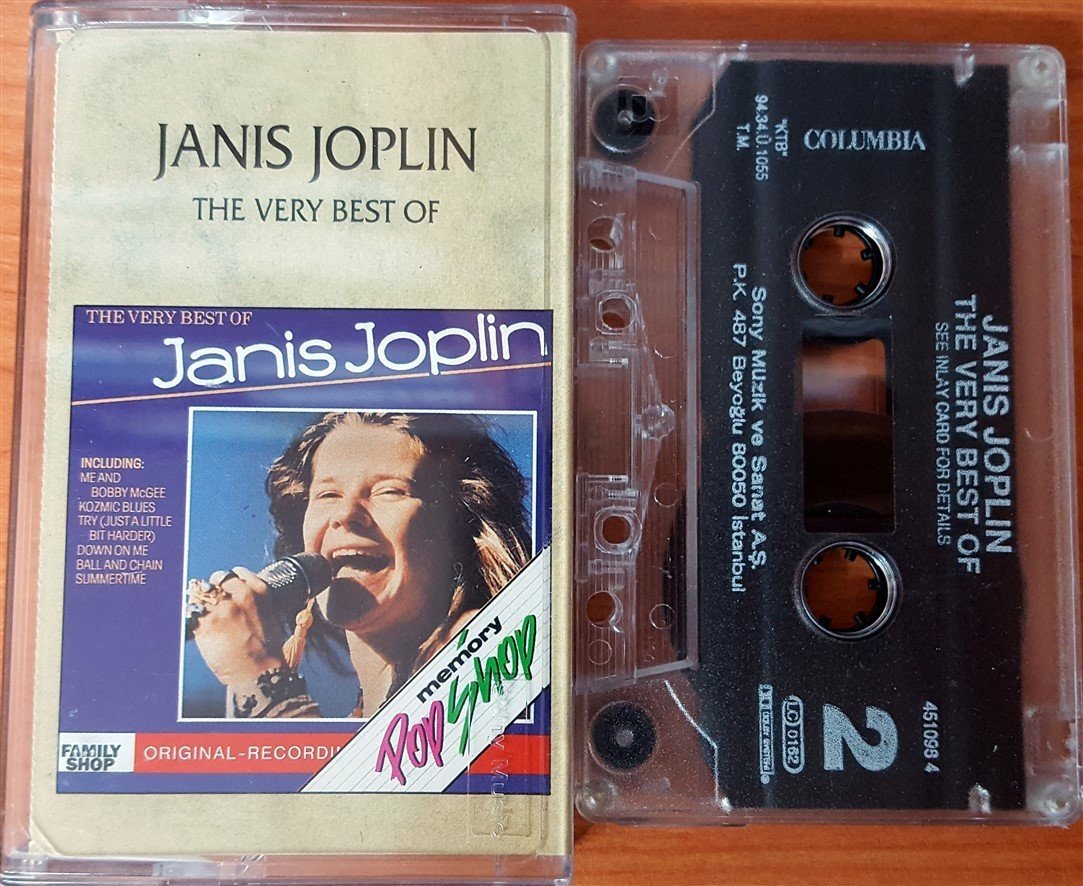 JANIS JOPLIN
THE VERY BEST OF
THE VERY BEST OF
Janis Joplin
INCLUDING:
ME AND
BOBBY McGEE
KOZMIC BLUES
TRY (JUST A LITTLE
BIT HARDER)
DOWN ON ME
BALL AND CHAIN
SUMMERTIME
memory
Pop Shop
FAMILY
SHOP
ORIGINAL-RECORDIN
COLUMBIA
"KTB"
94.34.Ü.1055
T.M.
JANIS JOPLIN
THE VERY BEST OF
SEE INLAY CARD FOR DETAILS
Sony Müzik ve Sanat A.Ş.
P.K. 487 Beyoğlu 80050 İstanbul
2
451098 4
LC 0162